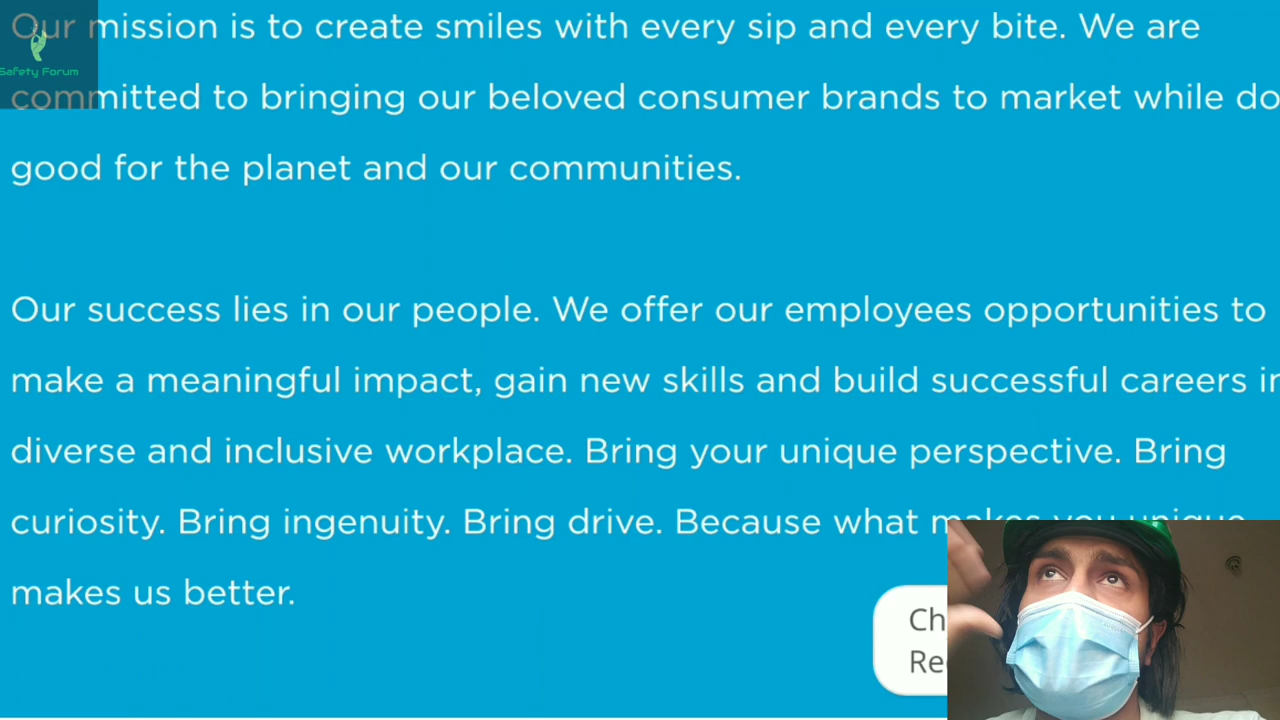 Our mission is to create smiles with every sip and every bite. We are
committed to bringing our beloved consumer brands to market while do
good for the planet and our communities.
Our success lies in our people. We offer our employees opportunities to
make a meaningful impact, gain new skills and build successful careers in
diverse and inclusive workplace. Bring your unique perspective. Bring
curiosity. Bring ingenuity. Bring drive. Because what makes you unique
makes us better.
Safety Forum
Ch
Re